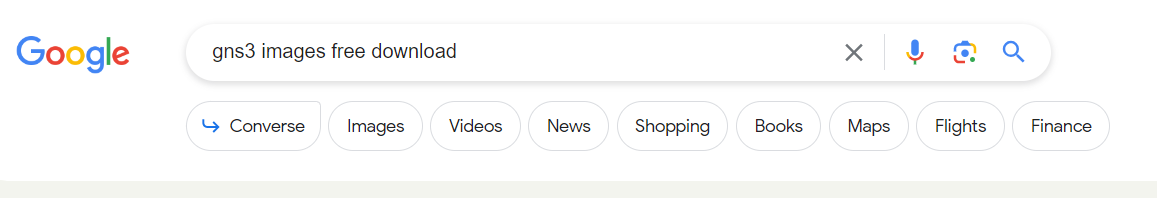 Google gns3 images free download
Converse Images Videos News Shopping Books Maps Flights Finance